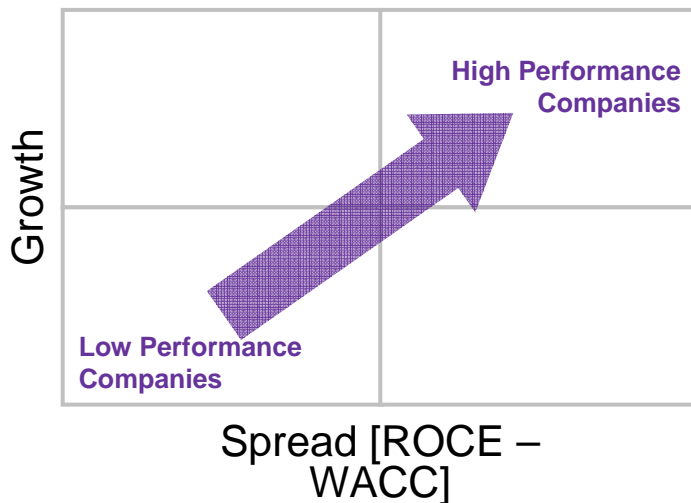 High Performance
Companies
Growth
Low Performance
Companies
Spread [ROCE –
WACC]